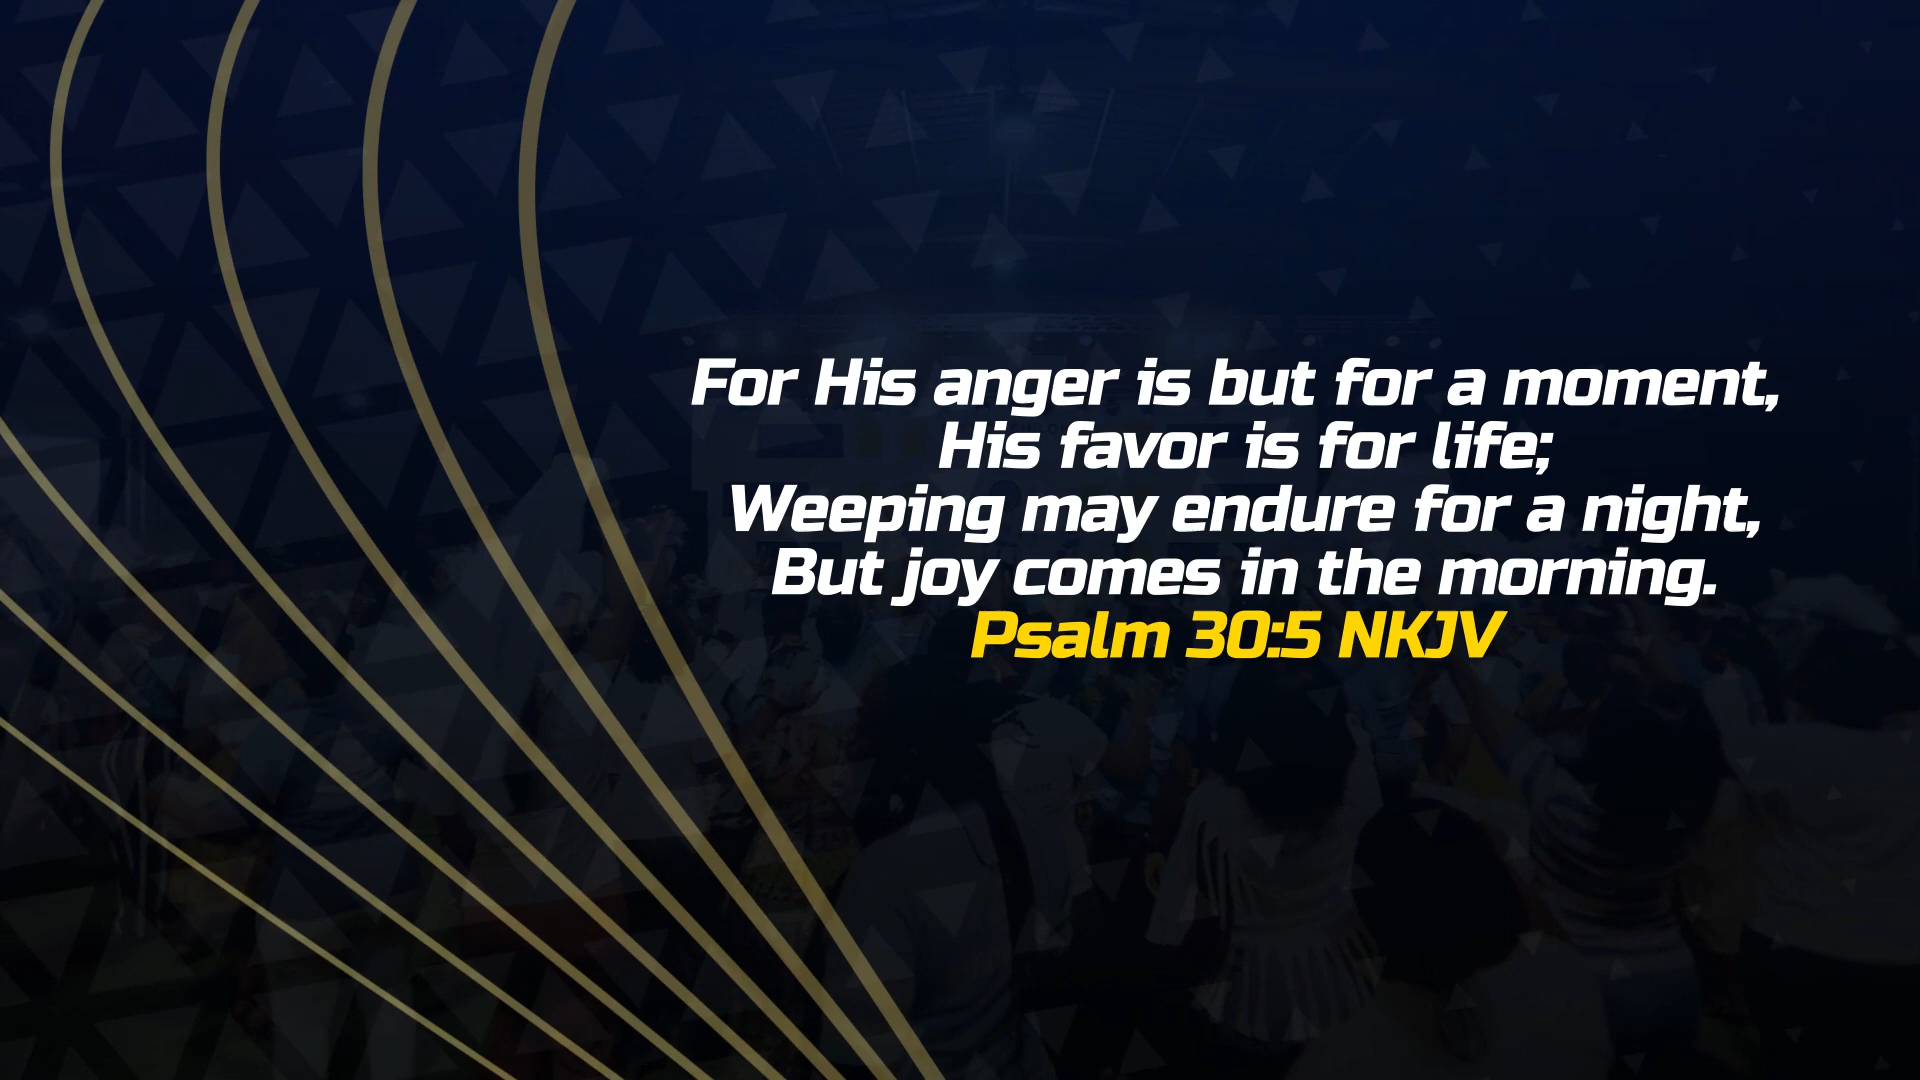 For His anger is but for a moment,
His favor is for life;
Weeping may endure for a night,
But joy comes in the morning.
Psalm 30:5 NKJV